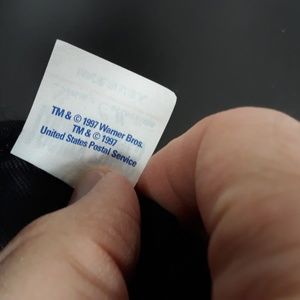 TM & © 1997 Warner Bros.
TM & © 1997
United States Postal Service